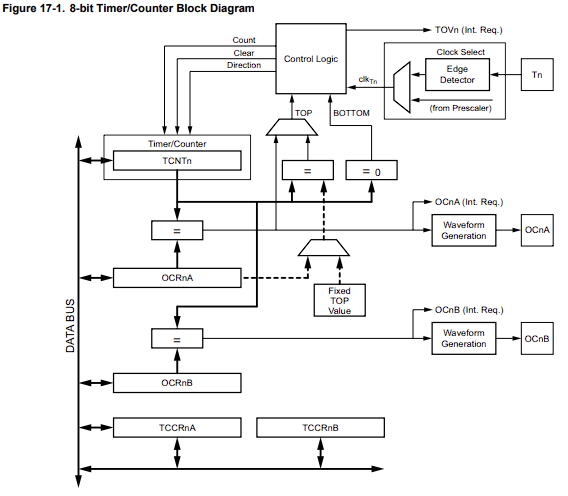 Figure 17-1. 8-bit Timer/Counter Block Diagram
TOVn (Int. Req.)
Count
Clear
Direction
Control Logic
Clock Select
clkTn
Edge
Detector
Tn
(from Prescaler)
TOP
BOTTOM
Timer/Counter
TCNTn
=
= 0
OCnA (Int. Req.)
=
Waveform
Generation
OCnA
OCRnA
Fixed
TOP
Value
DATA BUS
OCnB (Int. Req.)
=
Waveform
Generation
OCnB
OCRnB
TCCRnA
TCCRnB